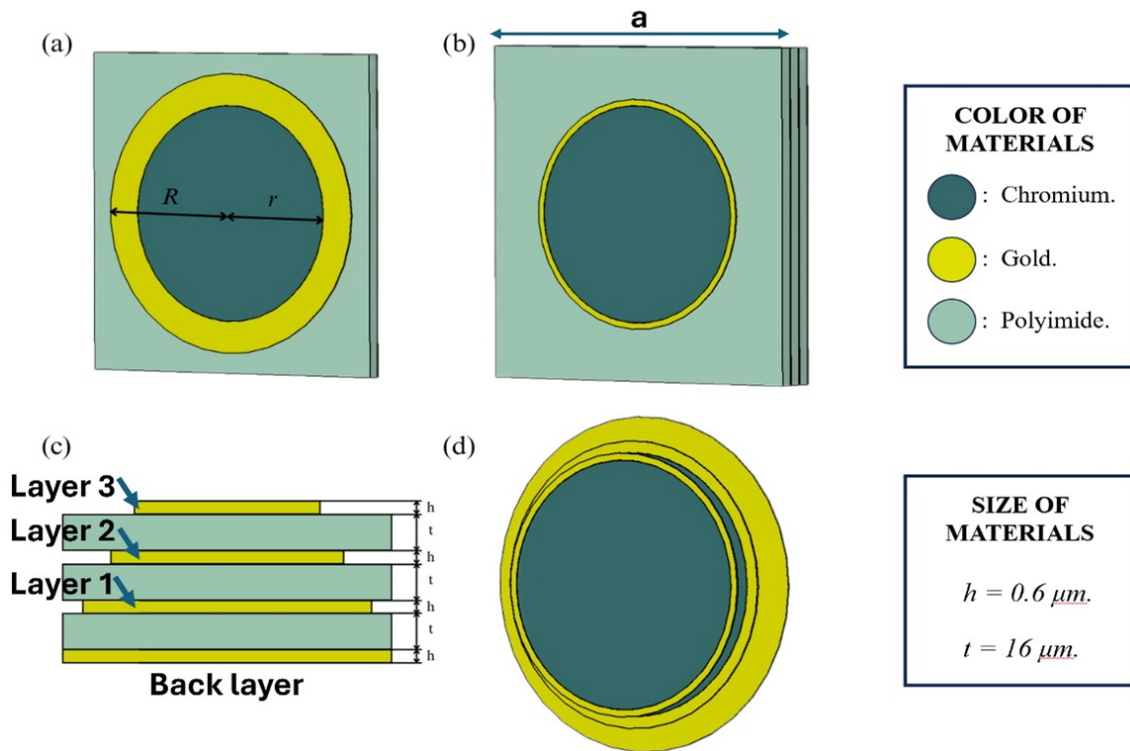 (a)
R
r
(b)
a
COLOR OF
MATERIALS
: Chromium.
: Gold.
: Polyimide.
(c)
Layer 3
Layer 2
Layer 1
h
t
h
t
h
t
h
Back layer
(d)
SIZE OF
MATERIALS
h = 0.6 μm.
t = 16 μm.